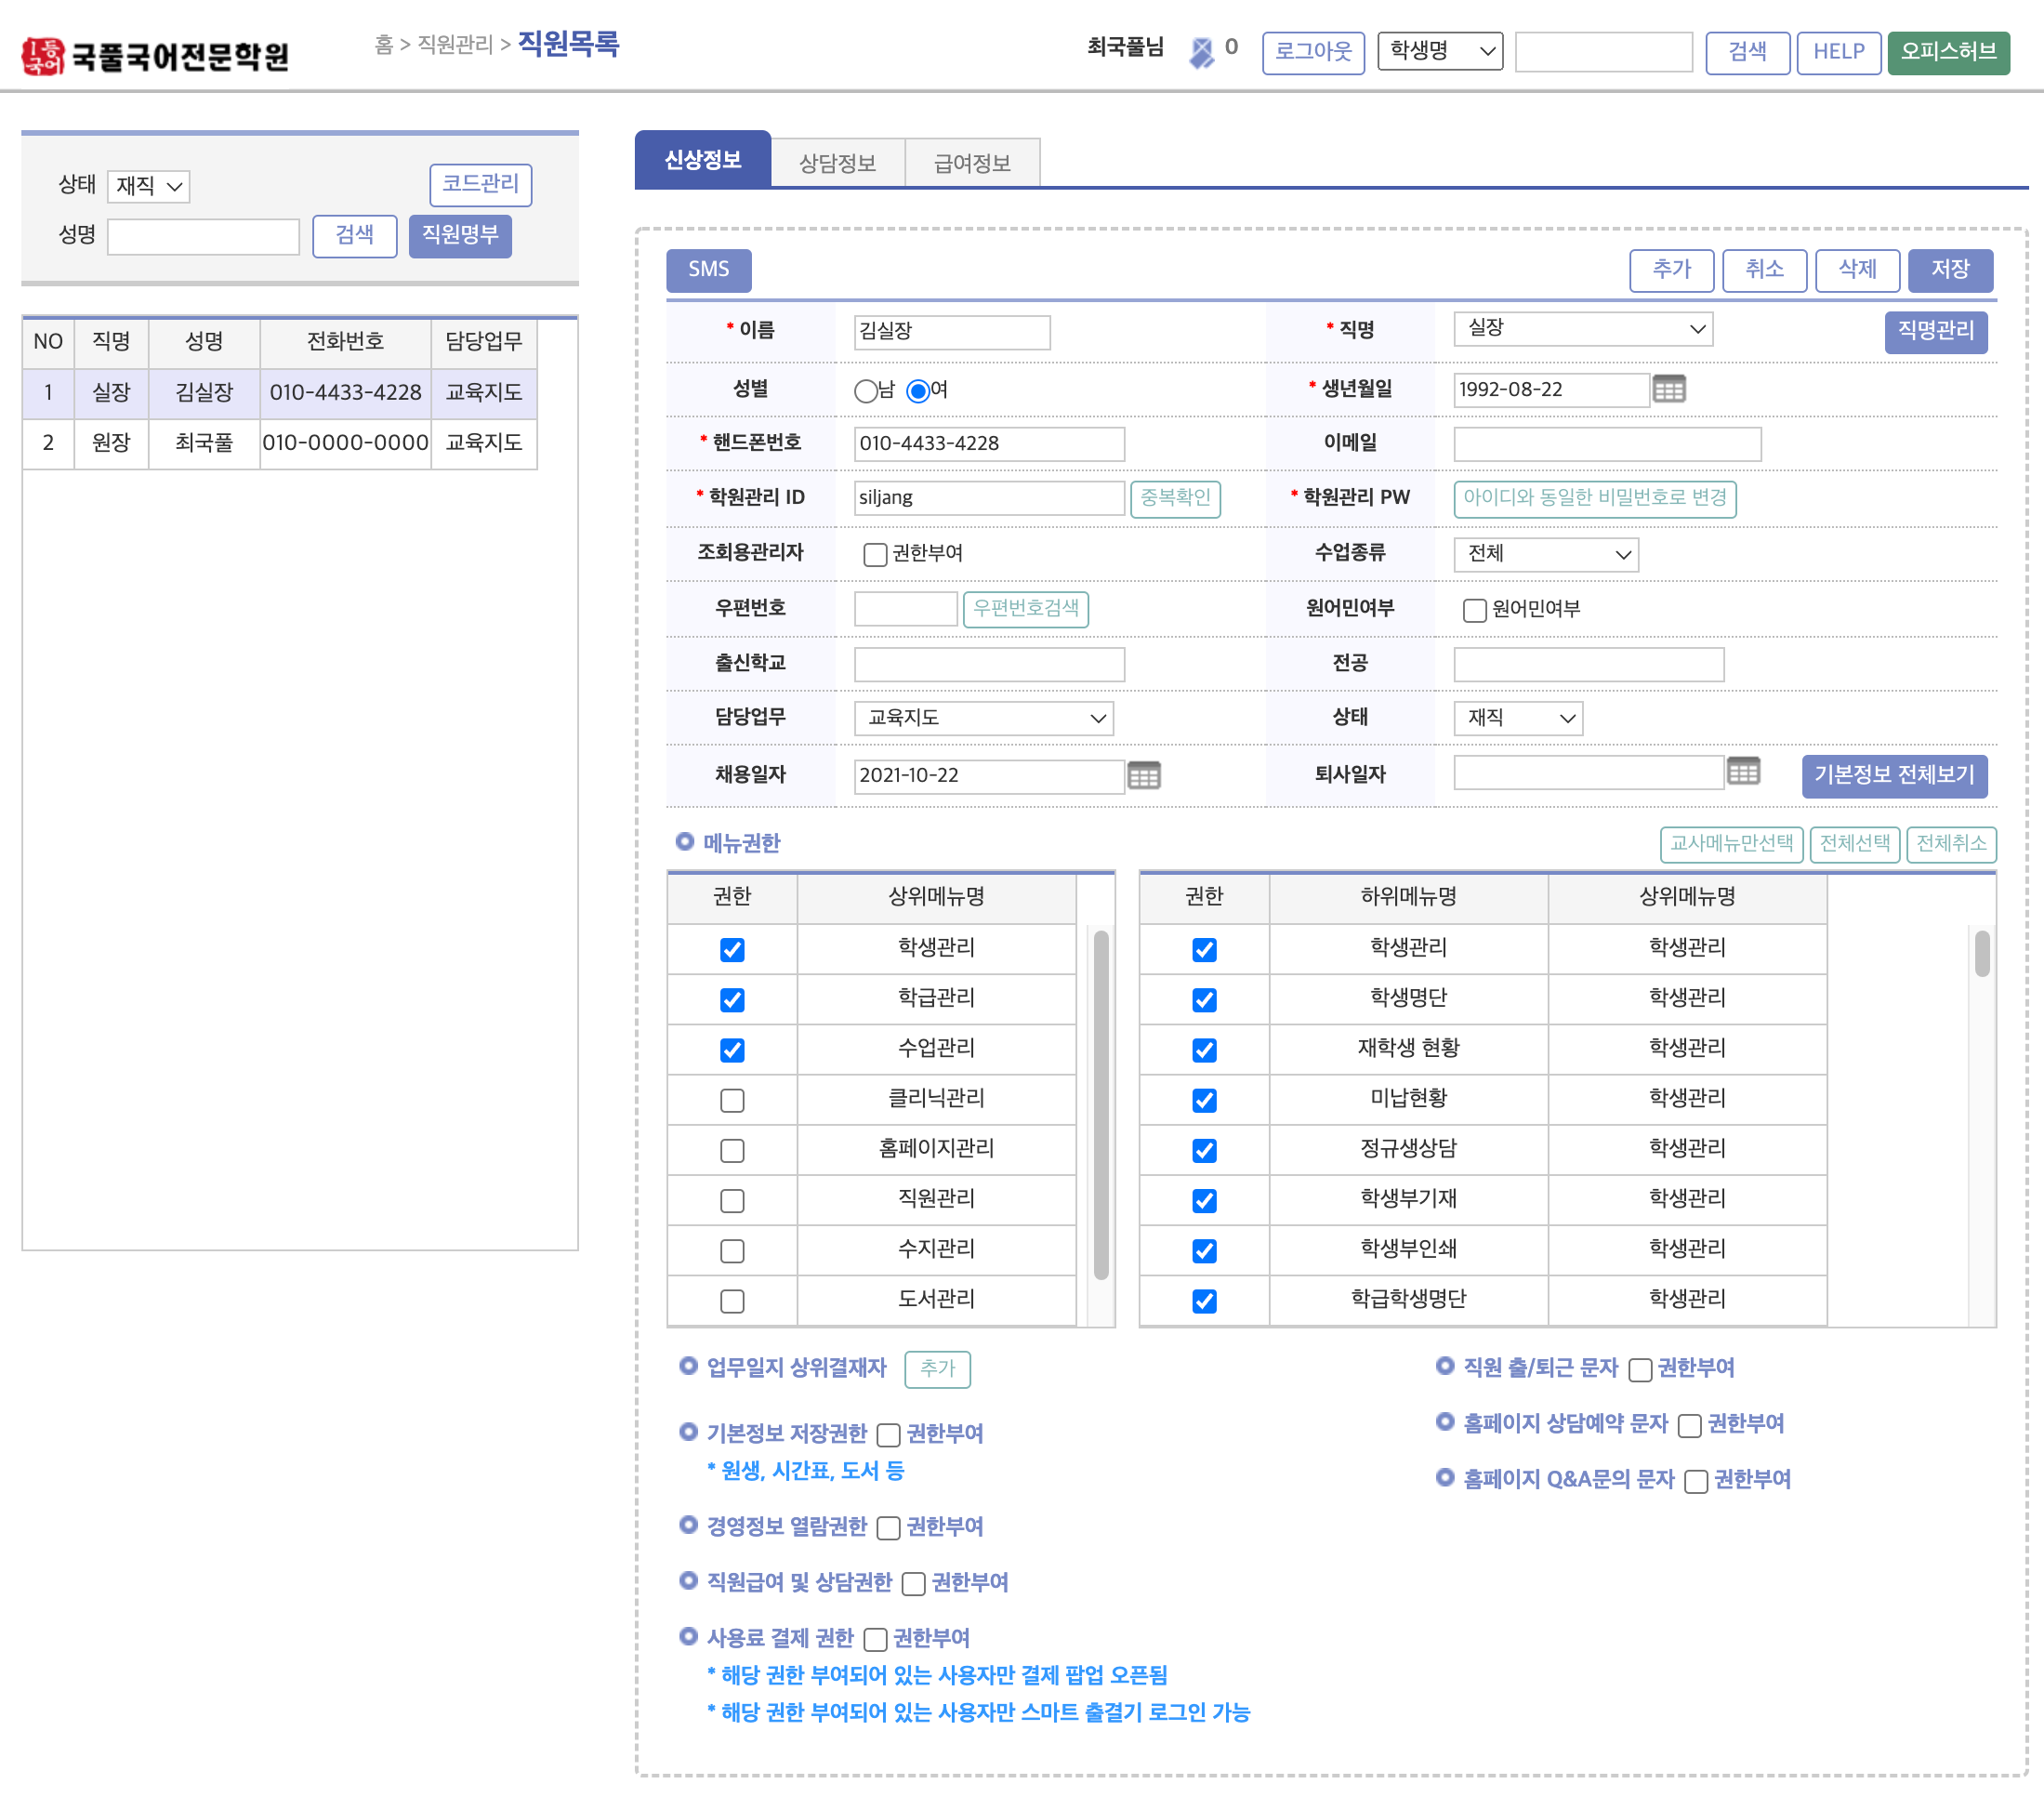 1등국어 국풀국어전문학원
홈 > 직원관리 > 직원목록
최국풀님 0 로그아웃 학생명 검색 HELP 오피스허브
상태 재직 코드관리
성명 검색 직원명부
NO 직명 성명 전화번호 담당업무
1 실장 김실장 010-4433-4228 교육지도
2 원장 최국풀 010-0000-0000 교육지도
신상정보 상담정보 급여정보
SMS 추가 취소 삭제 저장
* 이름 김실장 * 직명 실장 직명관리
성별 남 여 * 생년월일 1992-08-22
* 핸드폰번호 010-4433-4228 이메일
* 학원관리 ID siljang 중복확인 * 학원관리 PW 아이디와 동일한 비밀번호로 변경
조회용관리자 권한부여 수업종류 전체
우편번호 우편번호검색 원어민여부 원어민여부
출신학교 전공
담당업무 교육지도 상태 재직
채용일자 2021-10-22 퇴사일자 기본정보 전체보기
메뉴권한 교사메뉴만선택 전체선택 전체취소
권한 상위메뉴명 권한 하위메뉴명 상위메뉴명
학생관리 학생관리 학생관리
학급관리 학생명단 학생관리
수업관리 재학생 현황 학생관리
클리닉관리 미납현황 학생관리
홈페이지관리 정규생상담 학생관리
직원관리 학생부기재 학생관리
수지관리 학생부인쇄 학생관리
도서관리 학급학생명단 학생관리
업무일지 상위결재자 추가 직원 출/퇴근 문자 권한부여
홈페이지 상담예약 문자 권한부여
기본정보 저장권한 권한부여
* 원생, 시간표, 도서 등
홈페이지 Q&A문의 문자 권한부여
경영정보 열람권한 권한부여
직원급여 및 상담권한 권한부여
사용료 결제 권한 권한부여
* 해당 권한 부여되어 있는 사용자만 결제 팝업 오픈됨
* 해당 권한 부여되어 있는 사용자만 스마트 출결기 로그인 가능